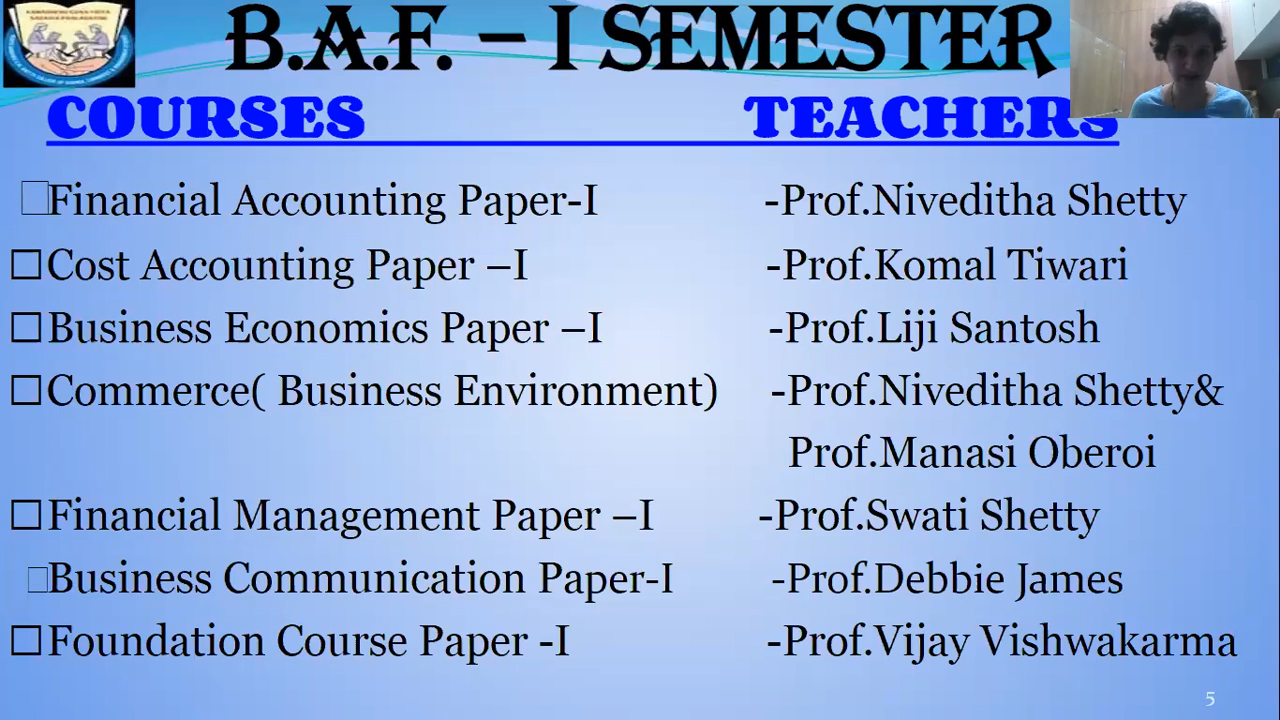 B.A.F. – I SEMESTER
COURSES TEACHERS
Financial Accounting Paper-I -Prof.Niveditha Shetty
Cost Accounting Paper –I -Prof.Komal Tiwari
Business Economics Paper –I -Prof.Liji Santosh
Commerce( Business Environment) -Prof.Niveditha Shetty&
Prof.Manasi Oberoi
Financial Management Paper –I -Prof.Swati Shetty
Business Communication Paper-I -Prof.Debbie James
Foundation Course Paper -I -Prof.Vijay Vishwakarma
5